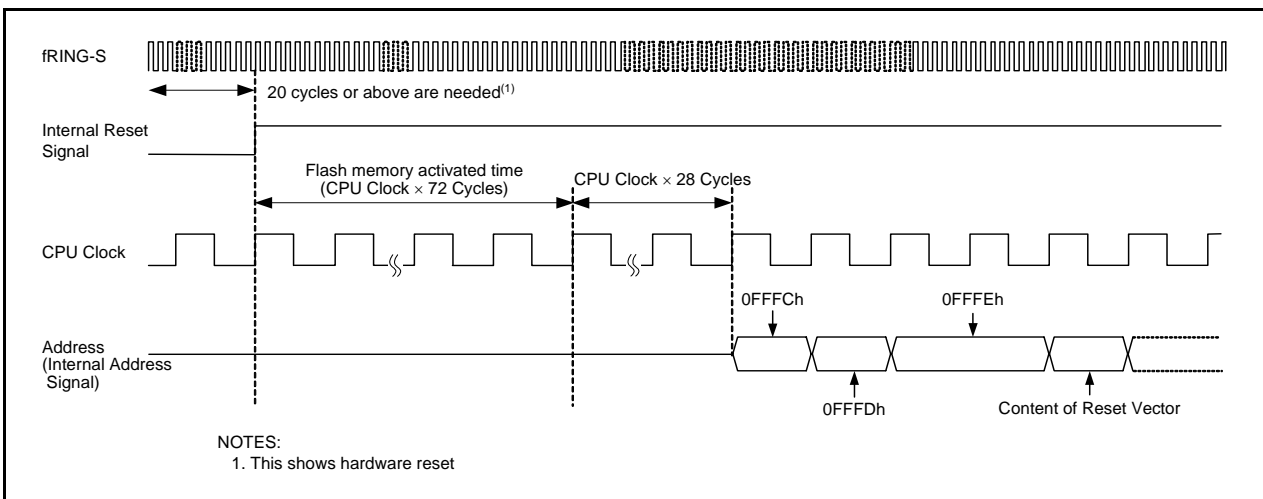 fRING-S
20 cycles or above are needed(1)
Internal Reset
Signal
Flash memory activated time
(CPU Clock × 72 Cycles)
CPU Clock × 28 Cycles
CPU Clock
0FFFCh
0FFFEh
Address
(Internal Address
Signal)
0FFFDh
Content of Reset Vector
NOTES:
1. This shows hardware reset